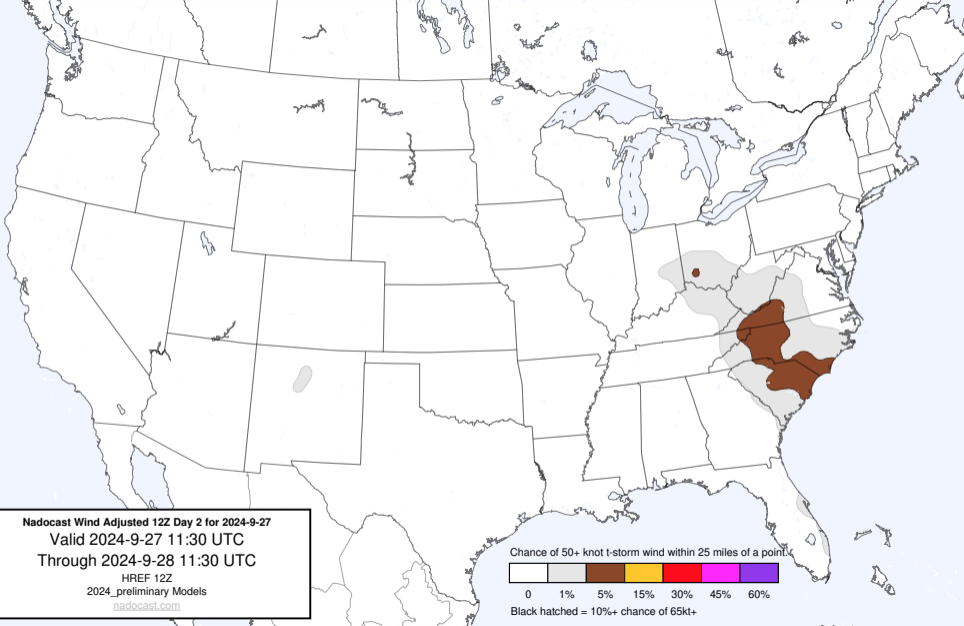 Nadocast Wind Adjusted 12Z Day 2 for 2024-9-27
Valid 2024-9-27 11:30 UTC
Through 2024-9-28 11:30 UTC
HREF 12Z
2024_preliminary Models
nadocast.com
Chance of 50+ knot t-storm wind within 25 miles of a point.
0 1% 5% 15% 30% 45% 60%
Black hatched = 10%+ chance of 65kt+